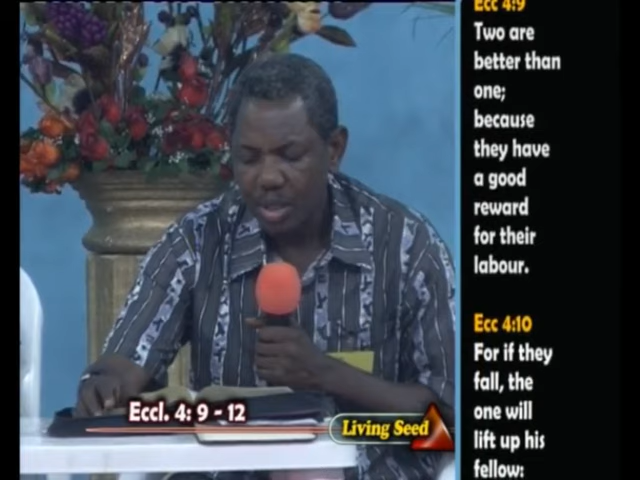 Ecc 4:9
Two are
better than
one;
because
they have
a good
reward
for their
labour.
Ecc 4:10
For if they
fall, the
one will
lift up his
fellow:
Eccl. 4: 9 - 12
Living Seed